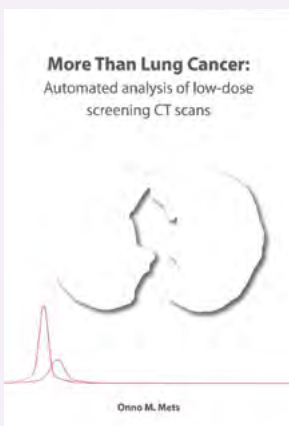 More Than Lung Cancer:
Automated analysis of low-dose
screening CT scans
Onno M. Mets